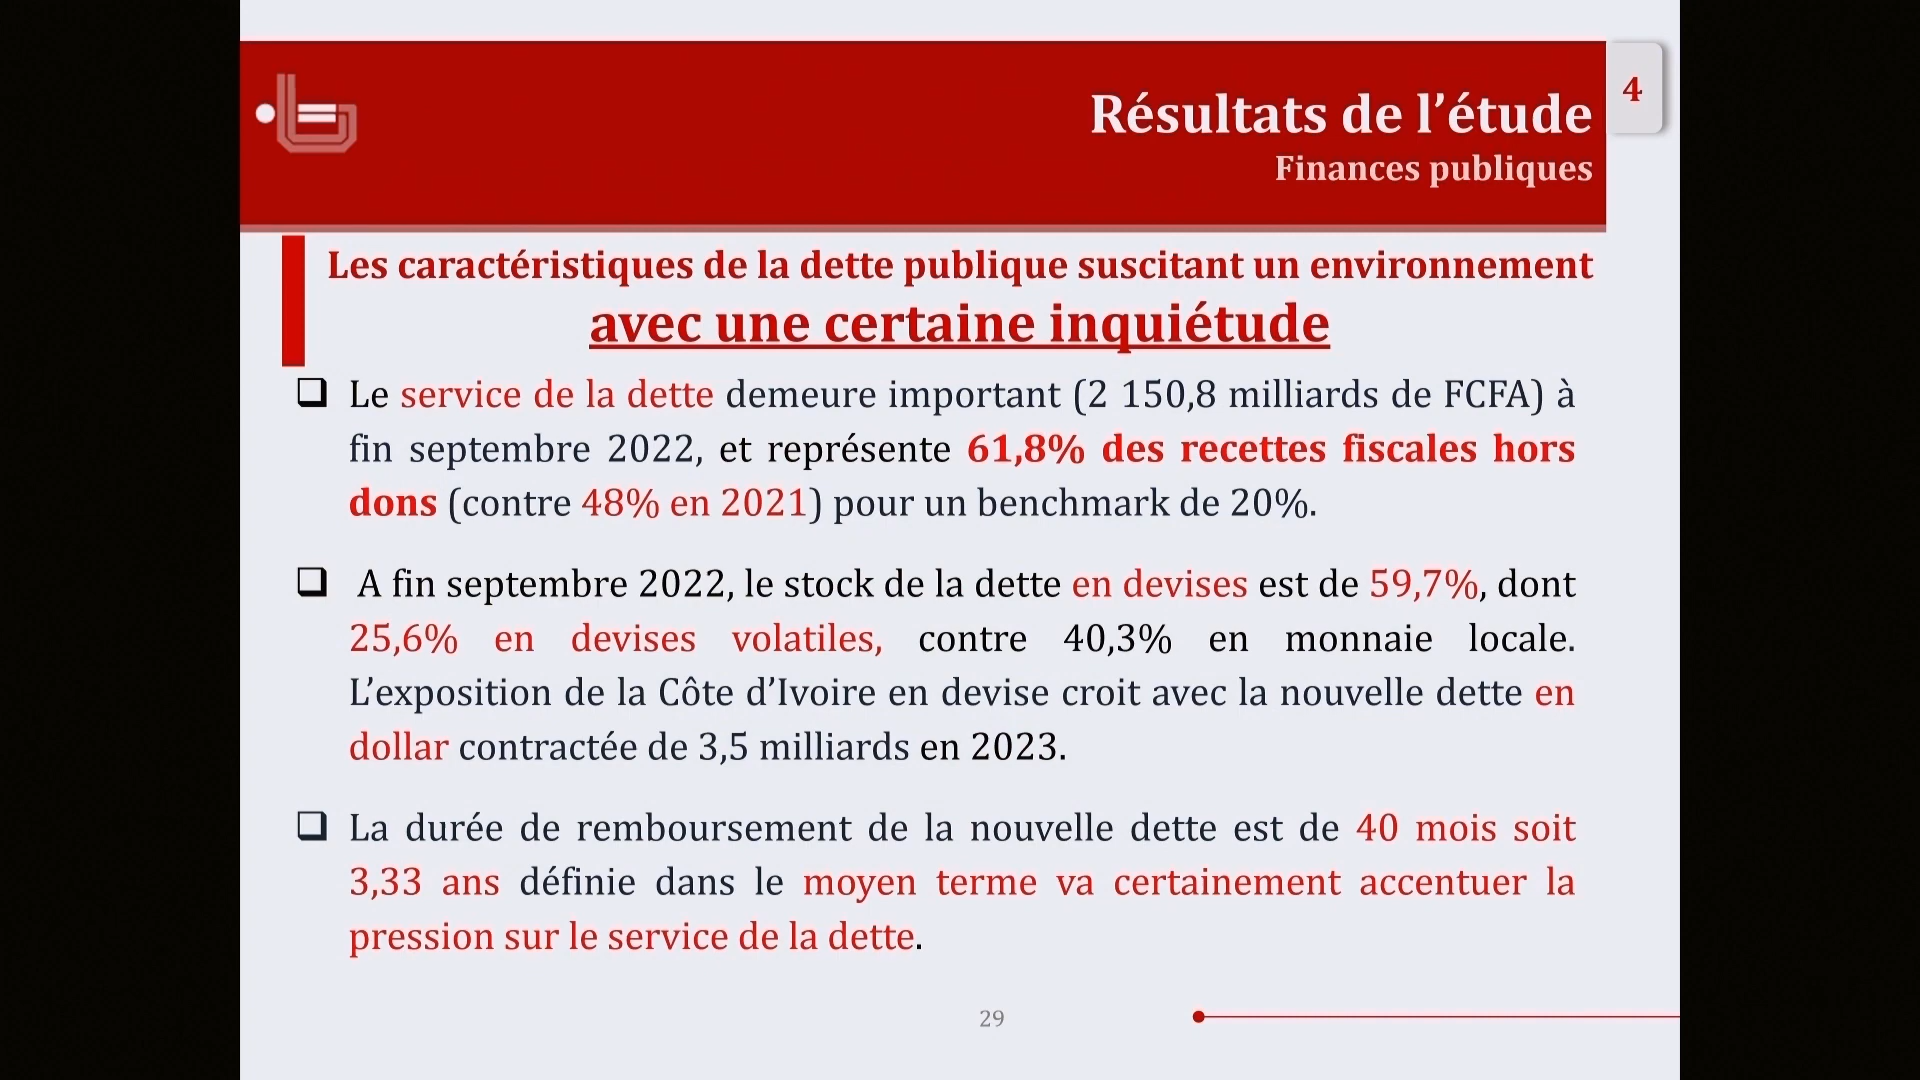 Résultats de l’étude
4
Finances publiques
Les caractéristiques de la dette publique suscitant un environnement
avec une certaine inquiétude
Le service de la dette demeure important (2 150,8 milliards de FCFA) à
fin septembre 2022, et représente 61,8% des recettes fiscales hors
dons (contre 48% en 2021) pour un benchmark de 20%.
A fin septembre 2022, le stock de la dette en devises est de 59,7%, dont
25,6% en devises volatiles, contre 40,3% en monnaie locale.
L’exposition de la Côte d’Ivoire en devise croit avec la nouvelle dette en
dollar contractée de 3,5 milliards en 2023.
La durée de remboursement de la nouvelle dette est de 40 mois soit
3,33 ans définie dans le moyen terme va certainement accentuer la
pression sur le service de la dette.
29